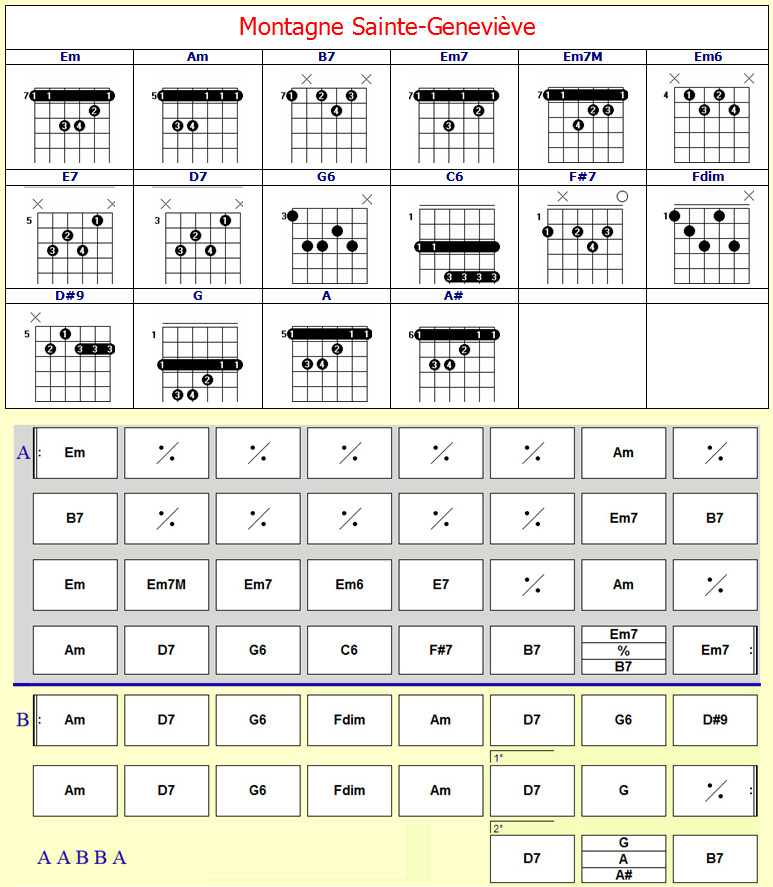 Montagne Sainte-Geneviève
Em Am B7 Em7 Em7M Em6
7 1 1 1 2 3 4
5 1 1 1 1 2 3
7 1 2 3 4
7 1 1 1 1 2 3
7 1 1 1 1 2 3 4
4 1 2 3 4
E7 D7 G6 C6 F#7 Fdim
5 1 2 3 4
3 1 2 3 4
3
1 1 1 3 3 3 3
1 1 2 3 4
1 1 2 3 4
D#9 G A A#
5 1 2 3 3 3
1 1 1 1 2 3 4
5 1 1 1 2 3 4
6 1 1 1 2 3 4
A : Em ٪ ٪ ٪ ٪ ٪ Am ٪
B7 ٪ ٪ ٪ ٪ ٪ Em7 B7
Em Em7M Em7 Em6 E7 ٪ Am ٪
Am D7 G6 C6 F#7 B7 Em7 % B7 Em7 :
B : Am D7 G6 Fdim Am D7 G6 D#9
1°
Am D7 G6 Fdim Am D7 G ٪ :
2°
A A B B A D7 G A A# B7